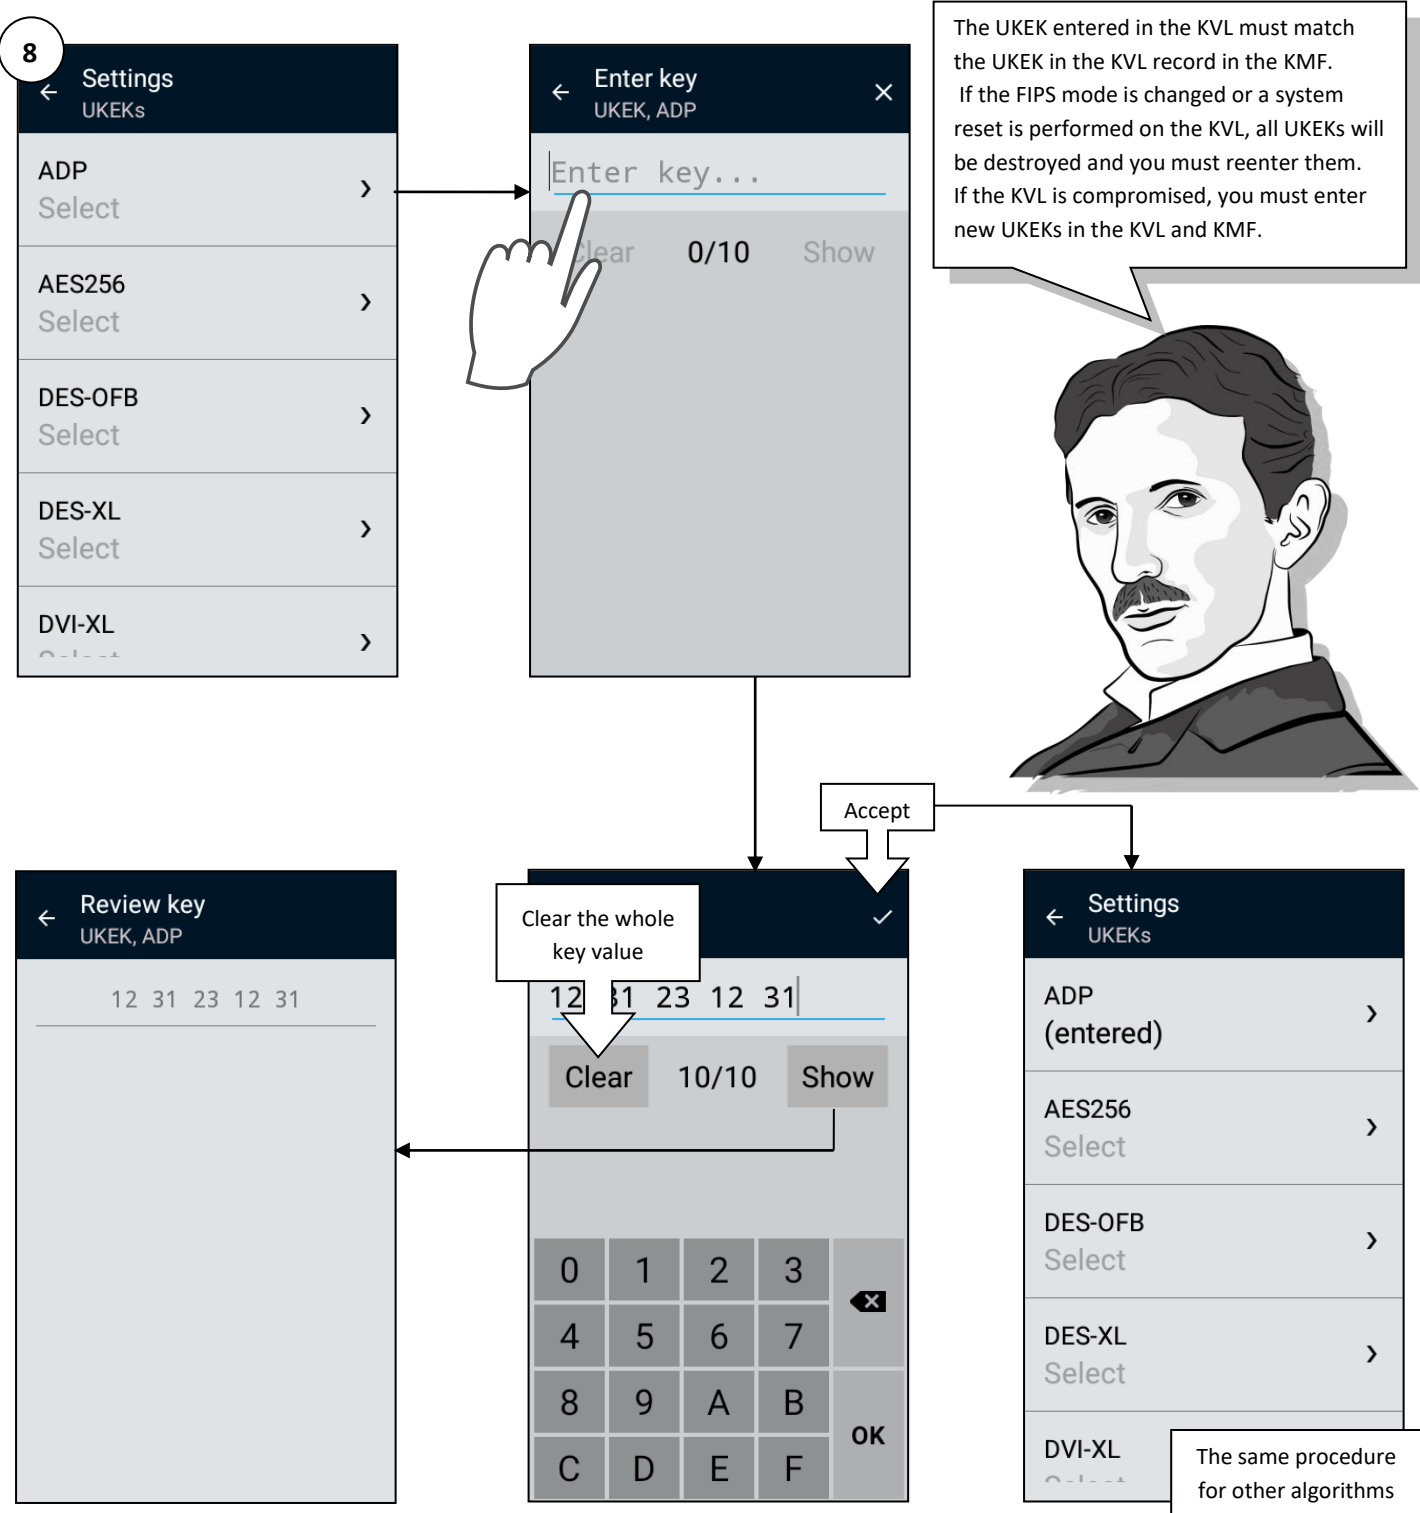 8
Settings
UKEKs
ADP
Select
AES256
Select
DES-OFB
Select
DES-XL
Select
DVI-XL
Enter key
UKEK, ADP
Enter key...
Clear 0/10 Show
The UKEK entered in the KVL must match
the UKEK in the KVL record in the KMF.
If the FIPS mode is changed or a system
reset is performed on the KVL, all UKEKs will
be destroyed and you must reenter them.
If the KVL is compromised, you must enter
new UKEKs in the KVL and KMF.
Accept
Review key
UKEK, ADP
12 31 23 12 31
Clear the whole
key value
12 31 23 12 31
Clear 10/10 Show
0 1 2 3
4 5 6 7
8 9 A B
OK
C D E F
Settings
UKEKs
ADP
(entered)
AES256
Select
DES-OFB
Select
DES-XL
Select
DVI-XL
The same procedure
for other algorithms